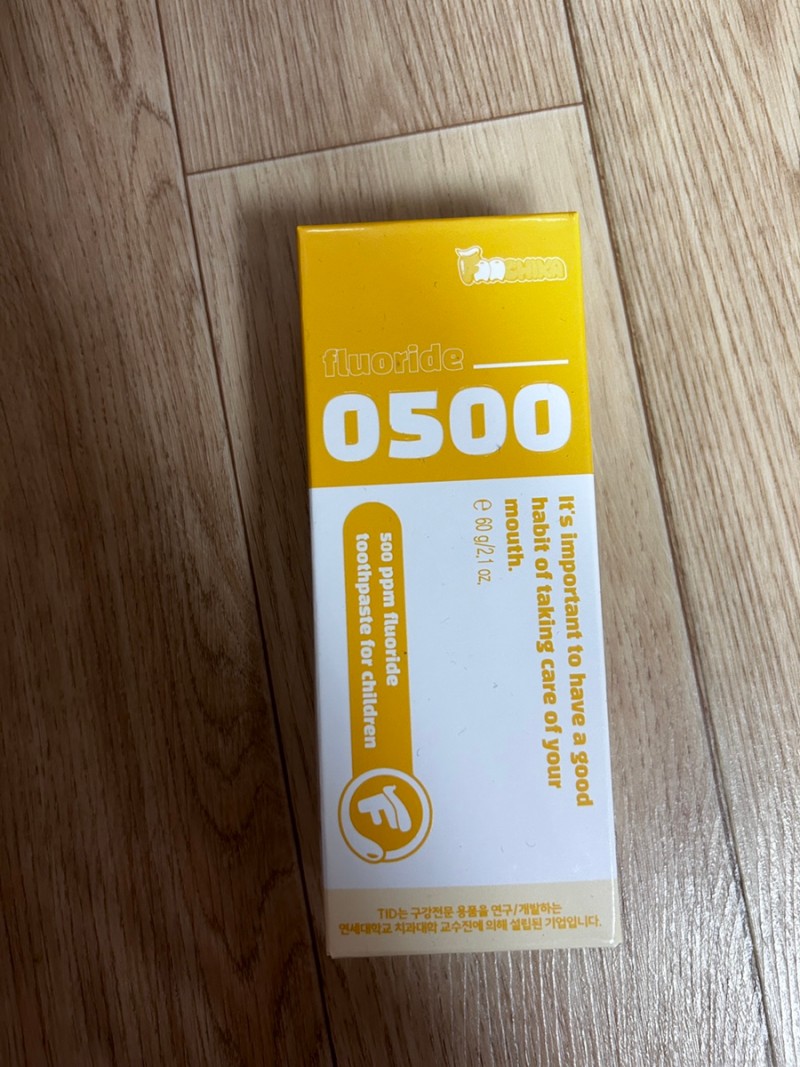 fluoride
0500
It's important to have a good
habit of taking care of your
mouth.
e 60 g/2.1 oz.
500 ppm fluoride
toothpaste for children
F
TID는 구강전문 용품을 연구/개발하는
연세대학교 치과대학 교수진에 의해 설립된 기업입니다.